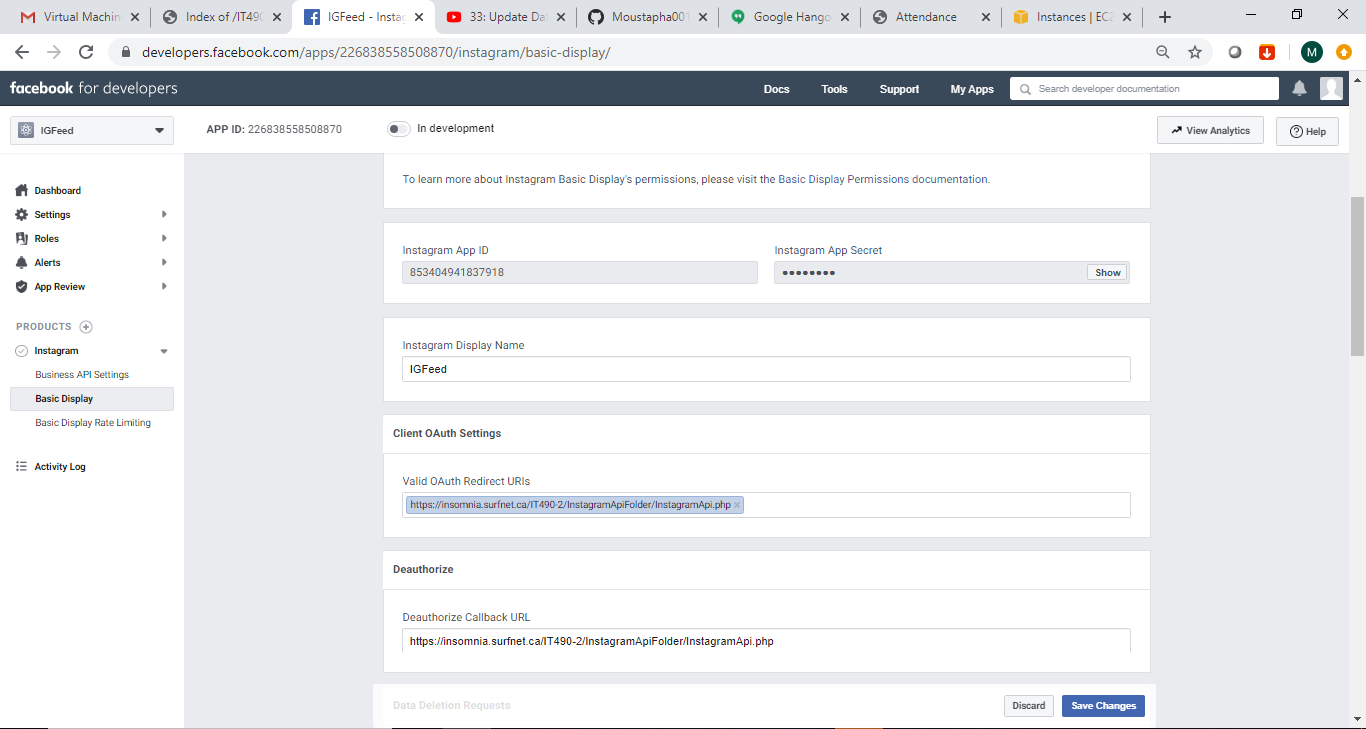 Virtual Machin
Index of /IT490
IGFeed - Instag
33: Update Dat
Moustapha001
Google Hango
Attendance
Instances | EC2
developers.facebook.com/apps/226838558508870/instagram/basic-display/
M
facebook for developers
Docs
Tools
Support
My Apps
Search developer documentation
IGFeed
APP ID: 226838558508870
In development
View Analytics
Help
Dashboard
Settings
Roles
Alerts
App Review
PRODUCTS
Instagram
Business API Settings
Basic Display
Basic Display Rate Limiting
Activity Log
To learn more about Instagram Basic Display's permissions, please visit the Basic Display Permissions documentation.
Instagram App ID
853404941837918
Instagram App Secret
●●●●●●●●
Show
Instagram Display Name
IGFeed
Client OAuth Settings
Valid OAuth Redirect URIs
https://insomnia.surfnet.ca/IT490-2/InstagramApiFolder/InstagramApi.php
Deauthorize
Deauthorize Callback URL
https://insomnia.surfnet.ca/IT490-2/InstagramApiFolder/InstagramApi.php
Data Deletion Requests
Discard
Save Changes